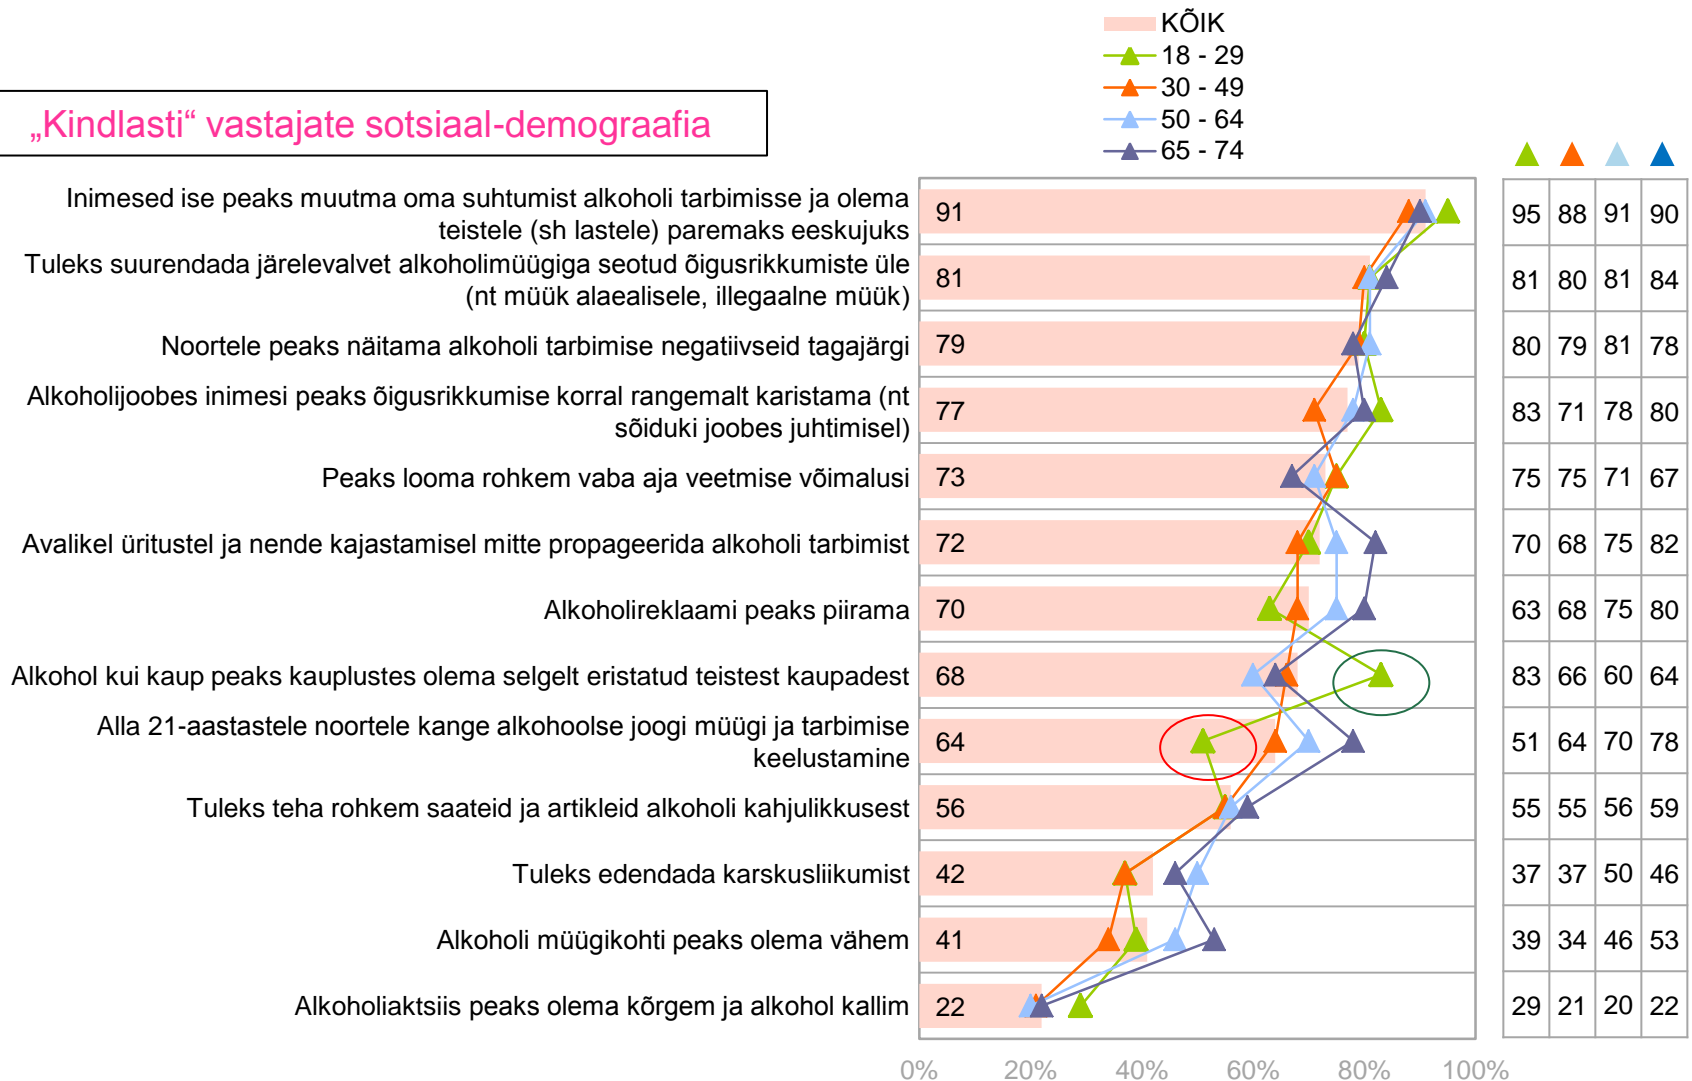 KÕIK
18 - 29
30 - 49
50 - 64
65 - 74
„Kindlasti“ vastajate sotsiaal-demograafia
Inimesed ise peaks muutma oma suhtumist alkoholi tarbimisse ja olema
teistele (sh lastele) paremaks eeskujuks
91
95 88 91 90
Tuleks suurendada järelevalvet alkoholimüügiga seotud õigusrikkumiste üle
(nt müük alaealisele, illegaalne müük)
81
81 80 81 84
Noortele peaks näitama alkoholi tarbimise negatiivseid tagajärgi
79
80 79 81 78
Alkoholijoobes inimesi peaks õigusrikkumise korral rangemalt karistama (nt
sõiduki joobes juhtimisel)
77
83 71 78 80
Peaks looma rohkem vaba aja veetmise võimalusi
73
75 75 71 67
Avalikel üritustel ja nende kajastamisel mitte propageerida alkoholi tarbimist
72
70 68 75 82
Alkoholireklaami peaks piirama
70
63 68 75 80
Alkohol kui kaup peaks kauplustes olema selgelt eristatud teistest kaupadest
68
83 66 60 64
Alla 21-aastastele noortele kange alkohoolse joogi müügi ja tarbimise
keelustamine
64
51 64 70 78
Tuleks teha rohkem saateid ja artikleid alkoholi kahjulikkusest
56
55 55 56 59
Tuleks edendada karskusliikumist
42
37 37 50 46
Alkoholi müügikohti peaks olema vähem
41
39 34 46 53
Alkoholiaktsiis peaks olema kõrgem ja alkohol kallim
22
29 21 20 22
0% 20% 40% 60% 80% 100%